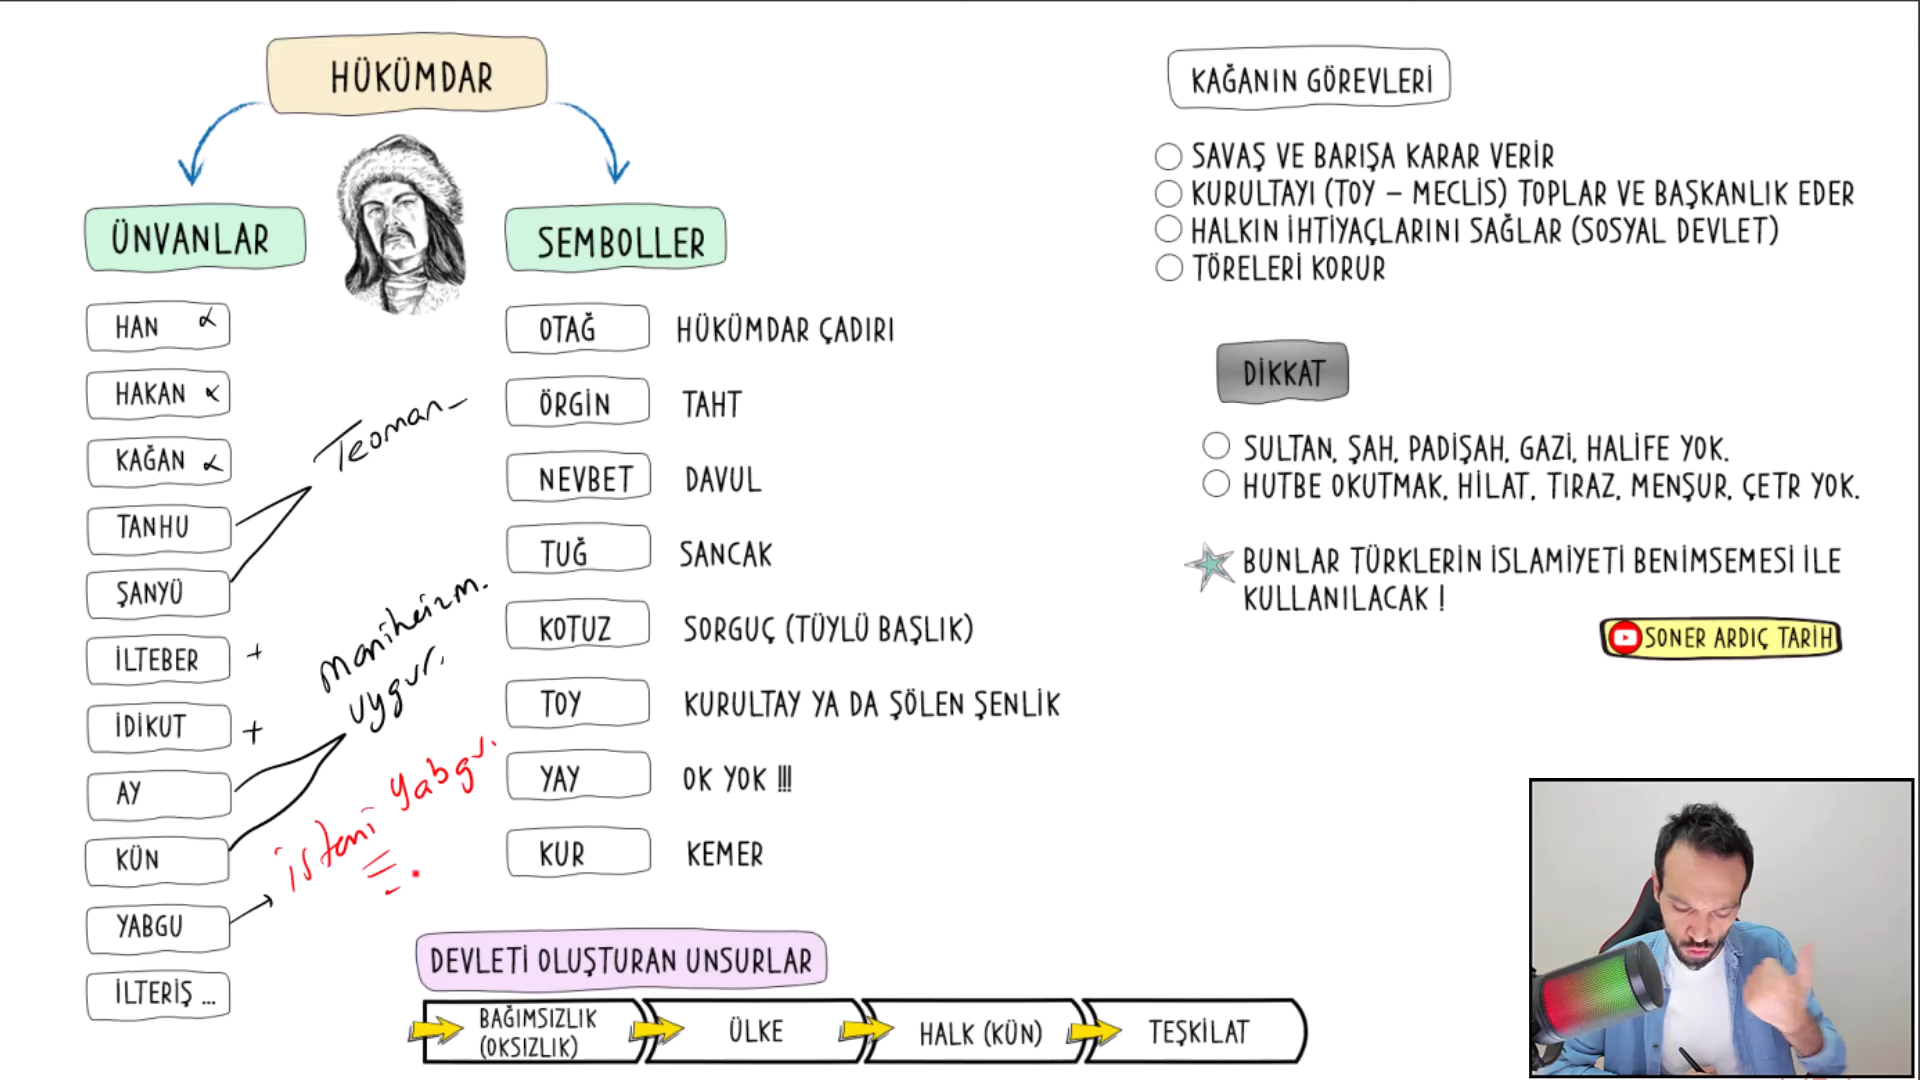 HÜKÜMDAR
ÜNVANLAR
HAN
HAKAN
KAĞAN
TANHU
ŞANYÜ
İLTEBER +
İDİKUT +
AY
KÜN
YABGU
İLTERİŞ ...
Teoman
Maniheizm.
uygur.
istemi yabgu.
SEMBOLLER
OTAĞ HÜKÜMDAR ÇADIRI
ÖRGİN TAHT
NEVBET DAVUL
TUĞ SANCAK
KOTUZ SORGUÇ (TÜYLÜ BAŞLIK)
TOY KURULTAY YA DA ŞÖLEN ŞENLİK
YAY OK YOK !!!
KUR KEMER
KAĞANIN GÖREVLERİ
SAVAŞ VE BARIŞA KARAR VERİR
KURULTAYI (TOY – MECLİS) TOPLAR VE BAŞKANLIK EDER
HALKIN İHTİYAÇLARINI SAĞLAR (SOSYAL DEVLET)
TÖRELERİ KORUR
DİKKAT
SULTAN, ŞAH, PADİŞAH, GAZİ, HALİFE YOK.
HUTBE OKUTMAK, HİLAT, TIRAZ, MENŞUR, ÇETR YOK.
BUNLAR TÜRKLERİN İSLAMİYETİ BENİMSEMESİ İLE
KULLANILACAK !
SONER ARDIÇ TARİH
DEVLETİ OLUŞTURAN UNSURLAR
BAĞIMSIZLIK
(OKSIZLIK)
ÜLKE
HALK (KÜN)
TEŞKİLAT